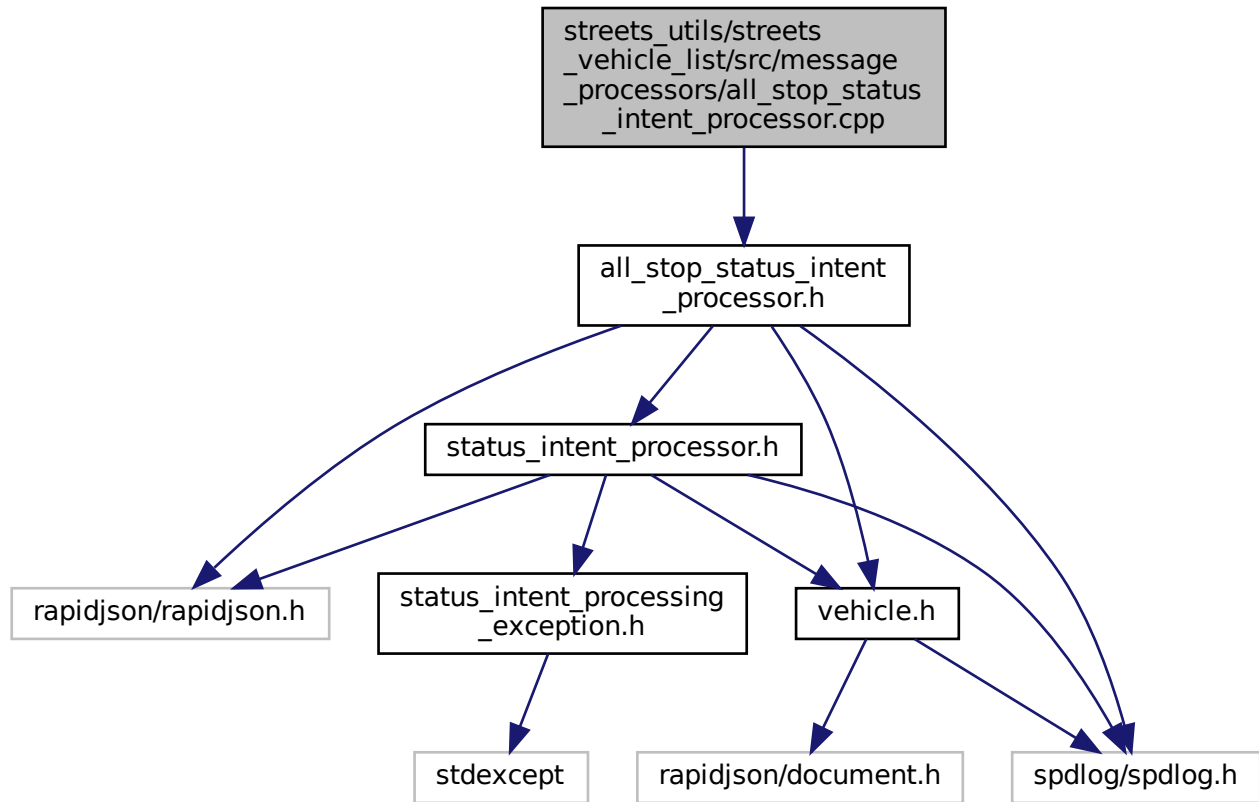 streets_utils/streets
_vehicle_list/src/message
_processors/all_stop_status
_intent_processor.cpp
all_stop_status_intent
_processor.h
status_intent_processor.h
rapidjson/rapidjson.h
status_intent_processing
_exception.h
vehicle.h
stdexcept
rapidjson/document.h
spdlog/spdlog.h